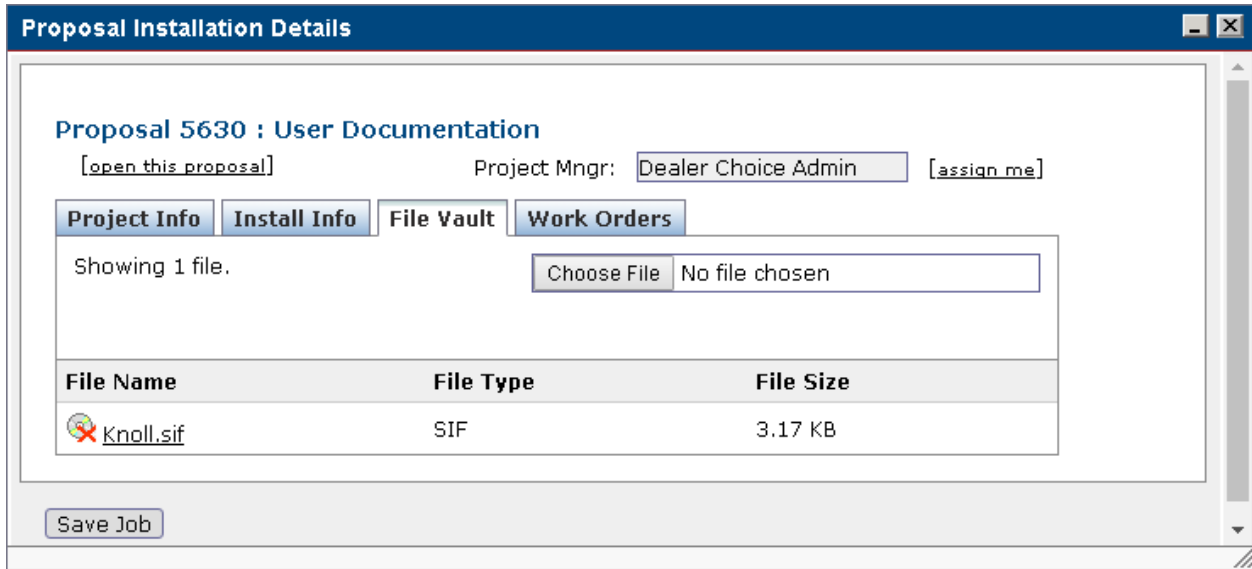 Proposal Installation Details
Proposal 5630 : User Documentation
[open this proposal] Project Mngr: Dealer Choice Admin [assign me]
Project Info Install Info File Vault Work Orders
Showing 1 file. Choose File No file chosen
File Name File Type File Size
Knoll.sif SIF 3.17 KB
Save Job